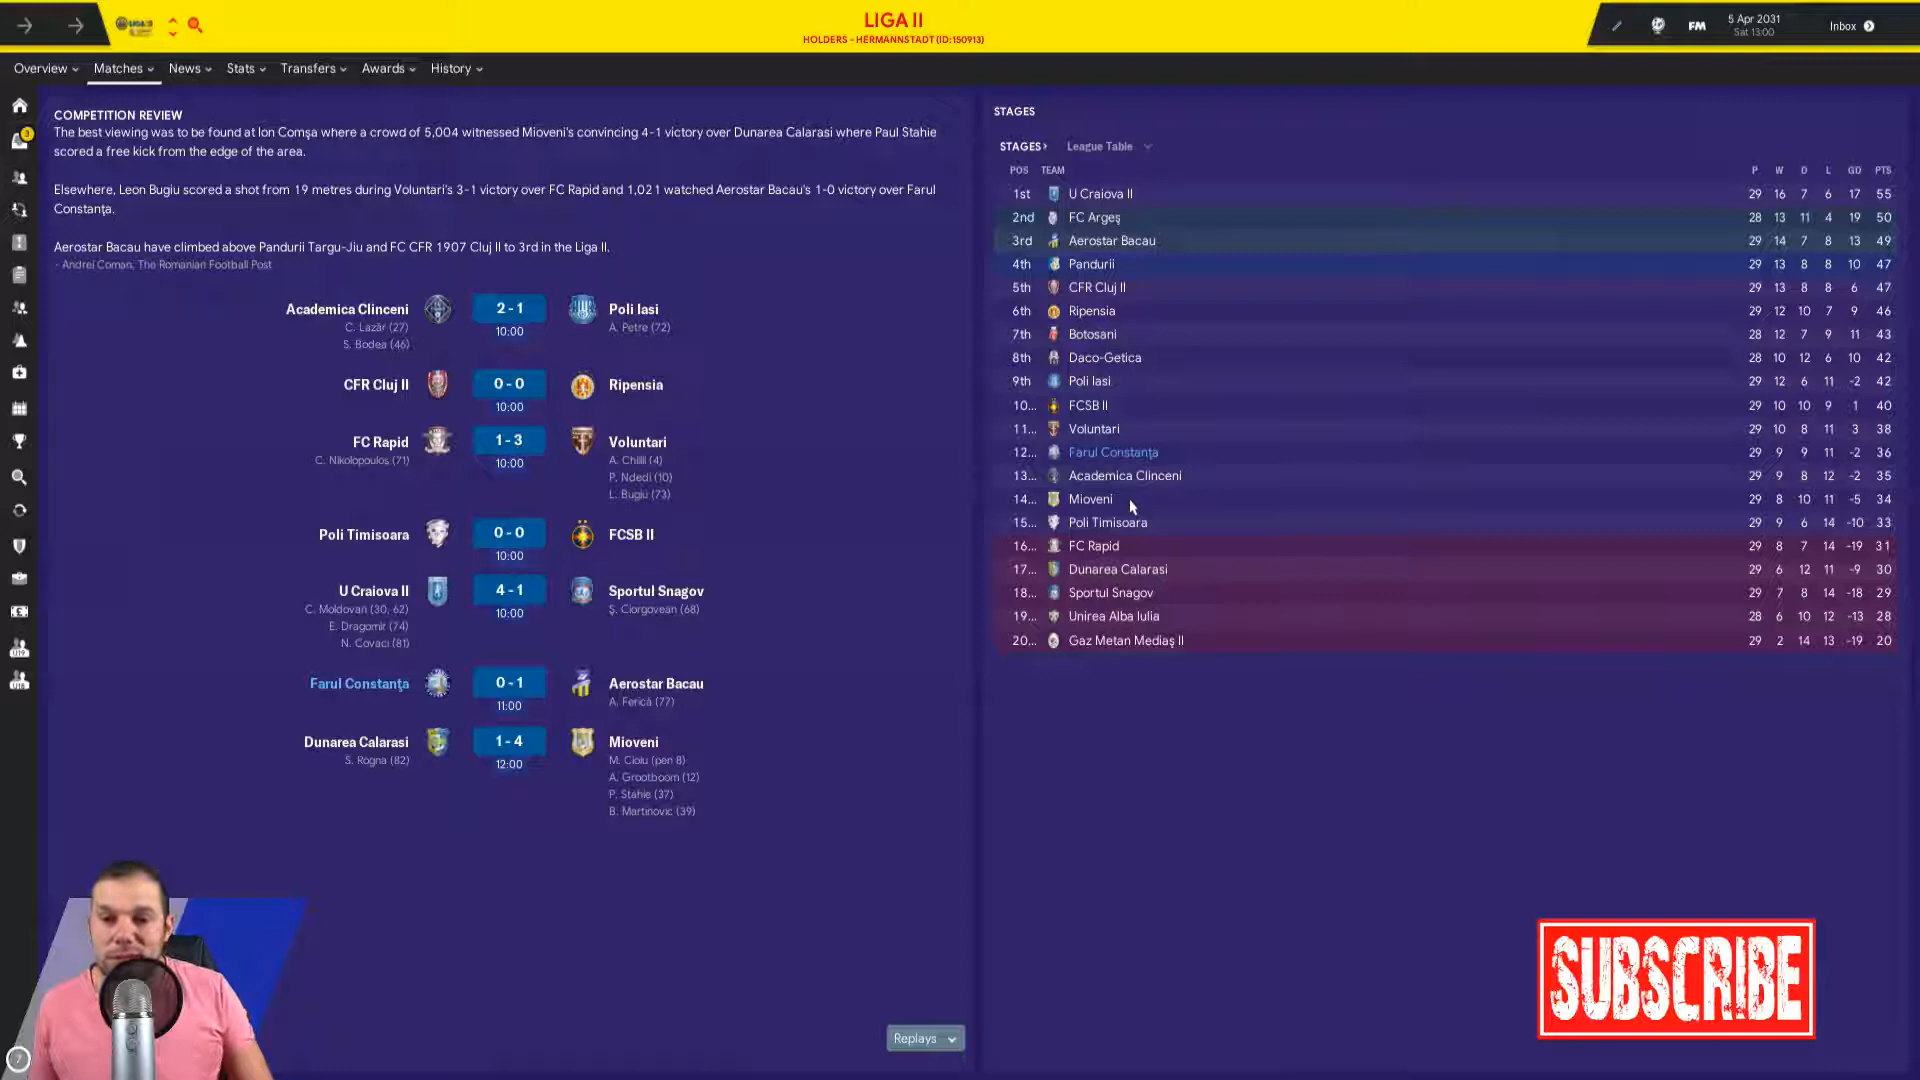 LIGA II
HOLDERS - HERMANNSTADT (ID:150913)
FM
5 Apr 2031
Sat 13:00
Inbox
Overview
Matches
News
Stats
Transfers
Awards
History
3
COMPETITION REVIEW
The best viewing was to be found at Ion Comşa where a crowd of 5,004 witnessed Mioveni's convincing 4-1 victory over Dunarea Calarasi where Paul Stahie
scored a free kick from the edge of the area.
Elsewhere, Leon Bugiu scored a shot from 19 metres during Voluntari's 3-1 victory over FC Rapid and 1,021 watched Aerostar Bacau's 1-0 victory over Farul
Constanţa.
Aerostar Bacau have climbed above Pandurii Targu-Jiu and FC CFR 1907 Cluj II to 3rd in the Liga II.
- Andrei Coman, The Romanian Football Post
Academica Clinceni 2 - 1 Poli Iasi
C. Lazăr (27) 10:00 A. Petre (72)
S. Bodea (46)
CFR Cluj II 0 - 0 Ripensia
10:00
FC Rapid 1 - 3 Voluntari
C. Nikolopoulos (71) 10:00 A. Chilii (4)
P. Ndedi (10)
L. Bugiu (73)
Poli Timisoara 0 - 0 FCSB II
10:00
U Craiova II 4 - 1 Sportul Snagov
C. Moldovan (30, 62) 10:00 Ş. Ciorgovean (68)
E. Dragomir (74)
N. Covaci (81)
Farul Constanţa 0 - 1 Aerostar Bacau
11:00 A. Ferică (77)
Dunarea Calarasi 1 - 4 Mioveni
S. Rogna (82) 12:00 M. Cioiu (pen 8)
A. Grootboom (12)
P. Stahie (37)
B. Martinovic (39)
Replays
STAGES
STAGES League Table
POS TEAM P W D L GD PTS
1st U Craiova II 29 16 7 6 17 55
2nd FC Argeş 28 13 11 4 19 50
3rd Aerostar Bacau 29 14 7 8 13 49
4th Pandurii 29 13 8 8 10 47
5th CFR Cluj II 29 13 8 8 6 47
6th Ripensia 29 12 10 7 9 46
7th Botosani 28 12 7 9 11 43
8th Daco-Getica 28 10 12 6 10 42
9th Poli Iasi 29 12 6 11 -2 42
10... FCSB II 29 10 10 9 1 40
11... Voluntari 29 10 8 11 3 38
12... Farul Constanţa 29 9 9 11 -2 36
13... Academica Clinceni 29 9 8 12 -2 35
14... Mioveni 29 8 10 11 -5 34
15... Poli Timisoara 29 9 6 14 -10 33
16... FC Rapid 29 8 7 14 -19 31
17... Dunarea Calarasi 29 6 12 11 -9 30
18... Sportul Snagov 29 7 8 14 -18 29
19... Unirea Alba Iulia 28 6 10 12 -13 28
20... Gaz Metan Mediaş II 29 2 14 13 -19 20
U19
U18
7
SUBSCRIBE